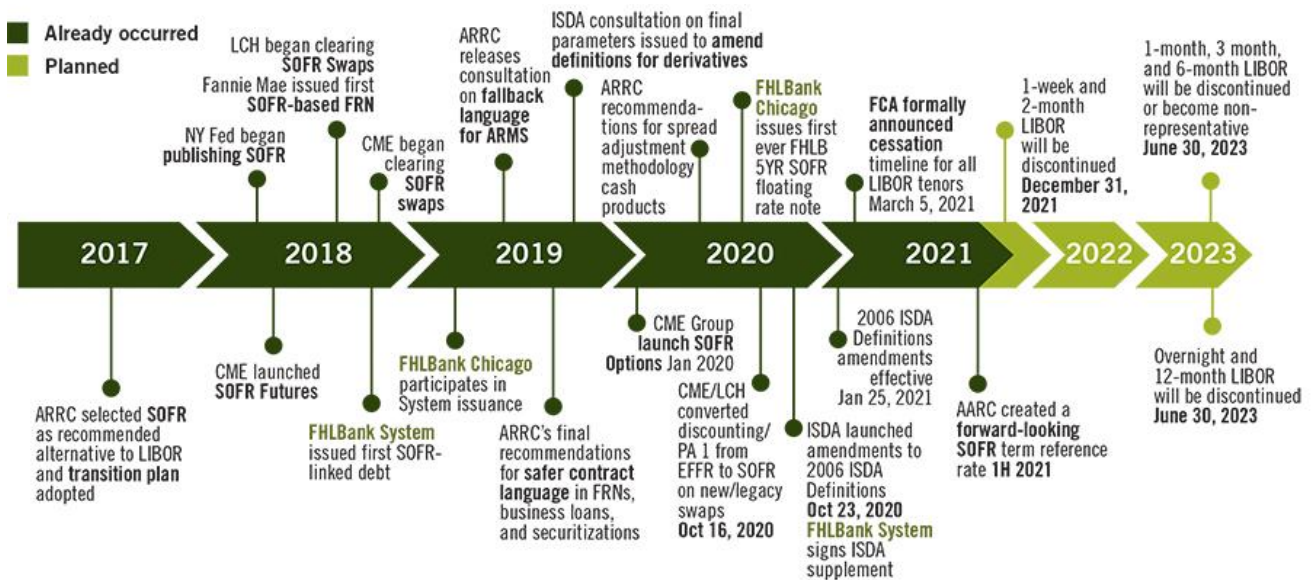 Already occurred
Planned
NY Fed began
publishing SOFR
LCH began clearing
SOFR Swaps
Fannie Mae issued first
SOFR-based FRN
CME began
clearing
SOFR
swaps
ARRC
releases
consultation
on fallback
language
for ARMS
ISDA consultation on final
parameters issued to amend
definitions for derivatives
ARRC
recommenda-
tions for spread
adjustment
methodology
cash
products
FHLBank
Chicago
issues first
ever FHLB
5YR SOFR
floating
rate note
FCA formally
announced
cessation
timeline for all
LIBOR tenors
March 5, 2021
1-week and
2-month
LIBOR
will be
discontinued
December 31,
2021
1-month, 3 month,
and 6-month LIBOR
will be discontinued
or become non-
representative
June 30, 2023
2017
2018
2019
2020
2021
2022
2023
ARRC selected SOFR
as recommended
alternative to LIBOR
and transition plan
adopted
CME launched
SOFR Futures
FHLBank System
issued first SOFR-
linked debt
FHLBank Chicago
participates in
System issuance
ARRC's final
recommendations
for safer contract
language in FRNs,
business loans,
and securitizations
CME Group
launch SOFR
Options Jan 2020
CME/LCH
converted
discounting/
PA 1 from
EFFR to SOFR
on new/legacy
swaps
Oct 16, 2020
ISDA launched
amendments to
2006 ISDA
Definitions
Oct 23, 2020
FHLBank System
signs ISDA
supplement
2006 ISDA
Definitions
amendments
effective
Jan 25, 2021
AARC created a
forward-looking
SOFR term reference
rate 1H 2021
Overnight and
12-month LIBOR
will be discontinued
June 30, 2023